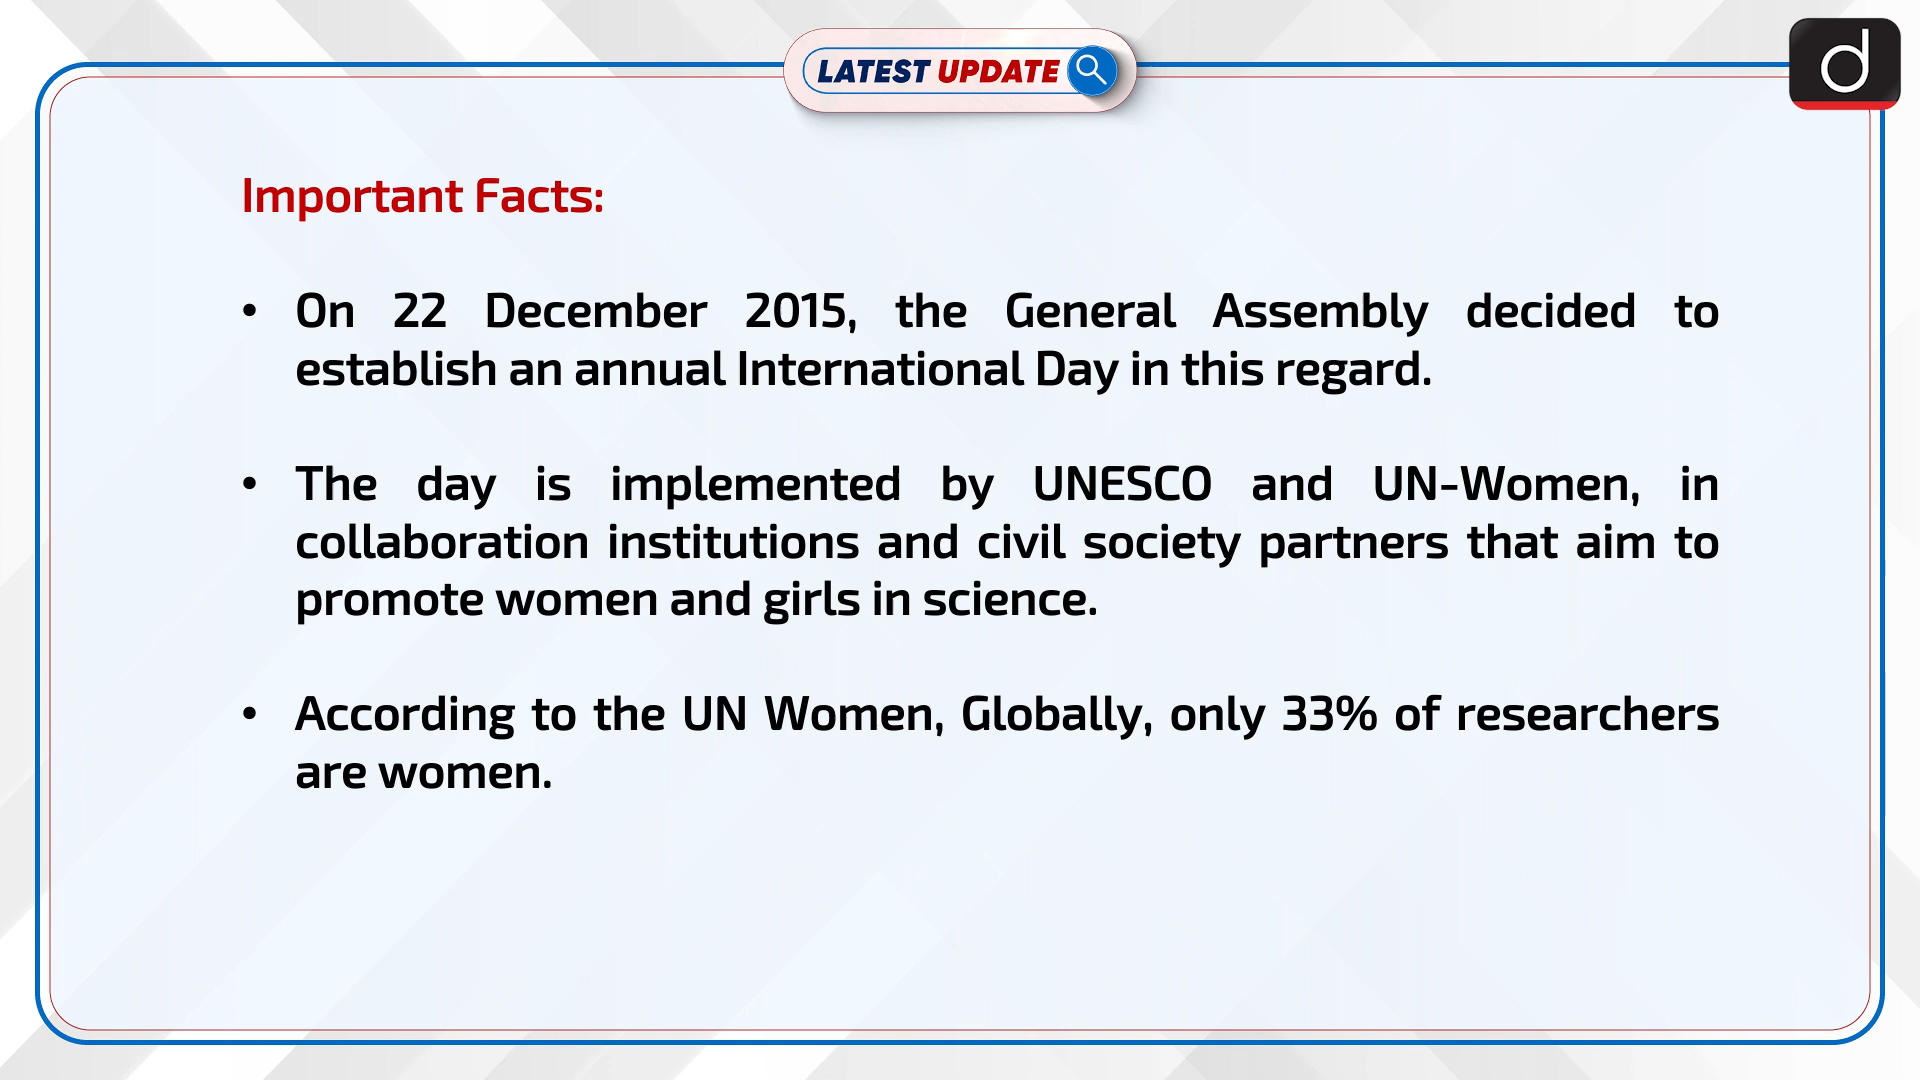 LATEST UPDATE
d
Important Facts:
• On 22 December 2015, the General Assembly decided to
establish an annual International Day in this regard.
• The day is implemented by UNESCO and UN-Women, in
collaboration institutions and civil society partners that aim to
promote women and girls in science.
• According to the UN Women, Globally, only 33% of researchers
are women.